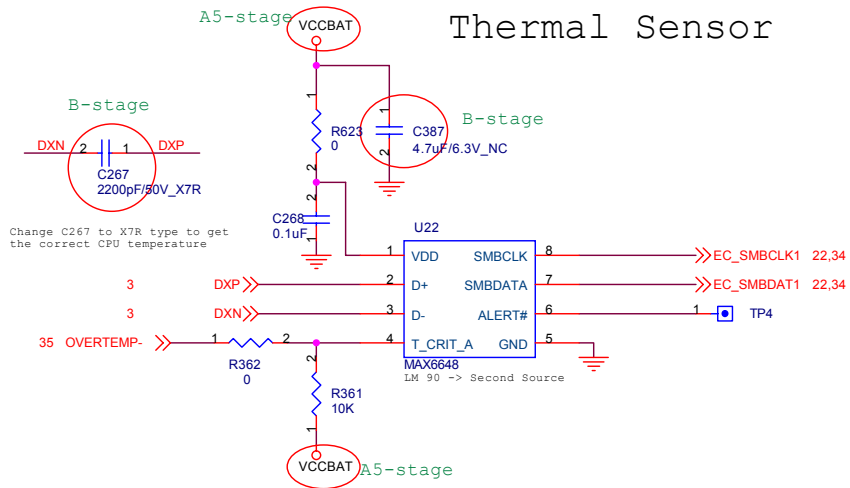 A5-stage
VCCBAT
Thermal Sensor
B-stage
DXN 2 1 DXP
C267
2200pF/50V_X7R
Change C267 to X7R type to get
the correct CPU temperature
1
R623
0
2
1
C387
4.7uF/6.3V_NC
2
B-stage
2
C268
0.1uF
1
U22
1 VDD SMBCLK 8 EC_SMBCLK1 22,34
3 DXP 2 D+ SMBDATA 7 EC_SMBDAT1 22,34
3 DXN 3 D- ALERT# 6 1 TP4
35 OVERTEMP- 1 2 4 T_CRIT_A GND 5
R362
0
MAX6648
LM 90 -> Second Source
2
R361
10K
1
VCCBAT
A5-stage